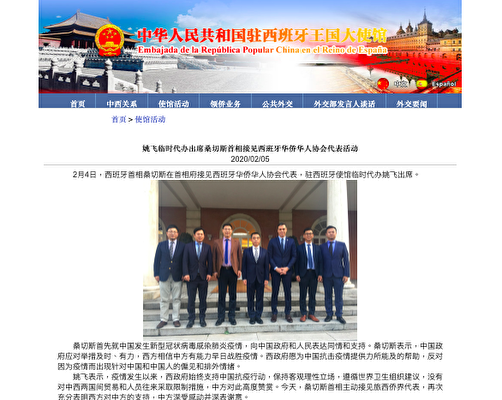 中华人民共和国驻西班牙王国大使馆
Embajada de la República Popular China en el Reino de España
中文 Español
首页 中西关系 使馆活动 领侨业务 公共外交 外交部发言人谈话 外交要闻
首页 > 使馆活动
姚飞临时代办出席桑切斯首相接见西班牙华侨华人协会代表活动
2020/02/05
2月4日，西班牙首相桑切斯在首相府接见西班牙华侨华人协会代表，驻西班牙使馆临时代办姚飞出席。
桑切斯首先就中国发生新型冠状病毒感染肺炎疫情，向中国政府和人民表达同情和支持。桑切斯表示，中国政
府应对举措及时、有力，西方相信中方有能力早日战胜疫情。西政府愿为中国抗击疫情提供力所能及的帮助，反对
因为疫情而出现针对中国和中国人的偏见和排外情绪。
姚飞表示，疫情发生以来，西政府始终支持中国抗疫行动，保持客观理性立场，遵循世界卫生组织建议，没有
对中西两国间贸易和人员往来采取限制措施，中方对此高度赞赏。今天，桑切斯首相主动接见旅西侨界代表，再次
充分表明西方对中方的支持，中方深受感动并深表谢意。